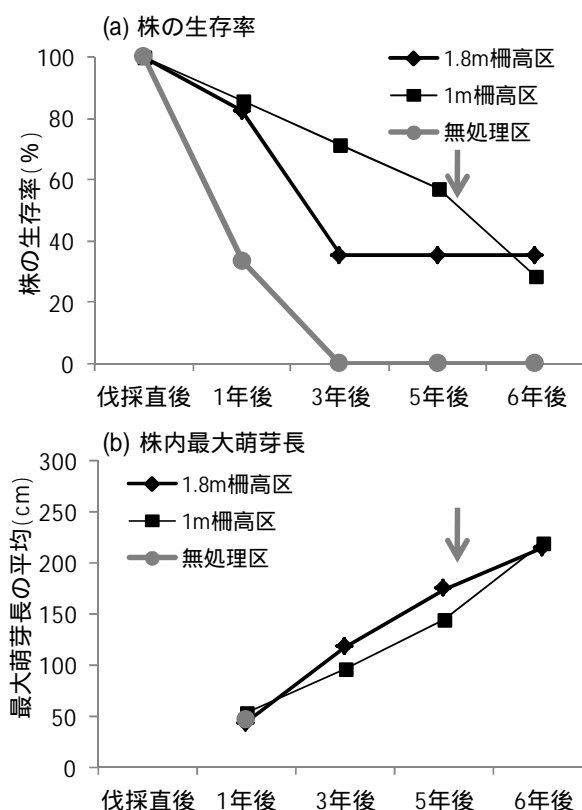 (a) 株の生存率
株の生存率(%)
100
80
60
40
20
0
1.8m柵高区
1m柵高区
無処理区
伐採直後 1年後 3年後 5年後 6年後
(b) 株内最大萌芽長
最大萌芽長の平均(cm)
300
250
200
150
100
50
0
1.8m柵高区
1m柵高区
無処理区
伐採直後 1年後 3年後 5年後 6年後